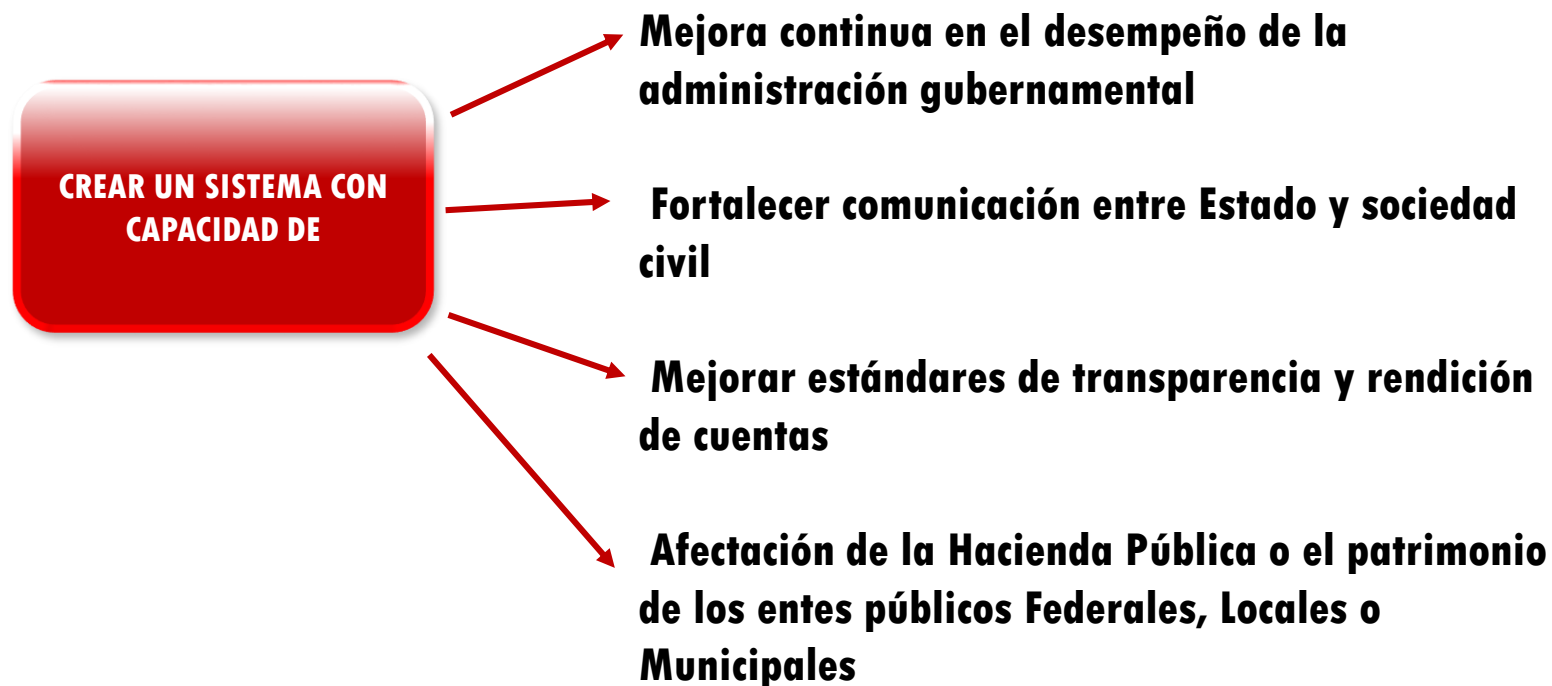 CREAR UN SISTEMA CON
CAPACIDAD DE
Mejora continua en el desempeño de la
administración gubernamental
Fortalecer comunicación entre Estado y sociedad
civil
Mejorar estándares de transparencia y rendición
de cuentas
Afectación de la Hacienda Pública o el patrimonio
de los entes públicos Federales, Locales o
Municipales